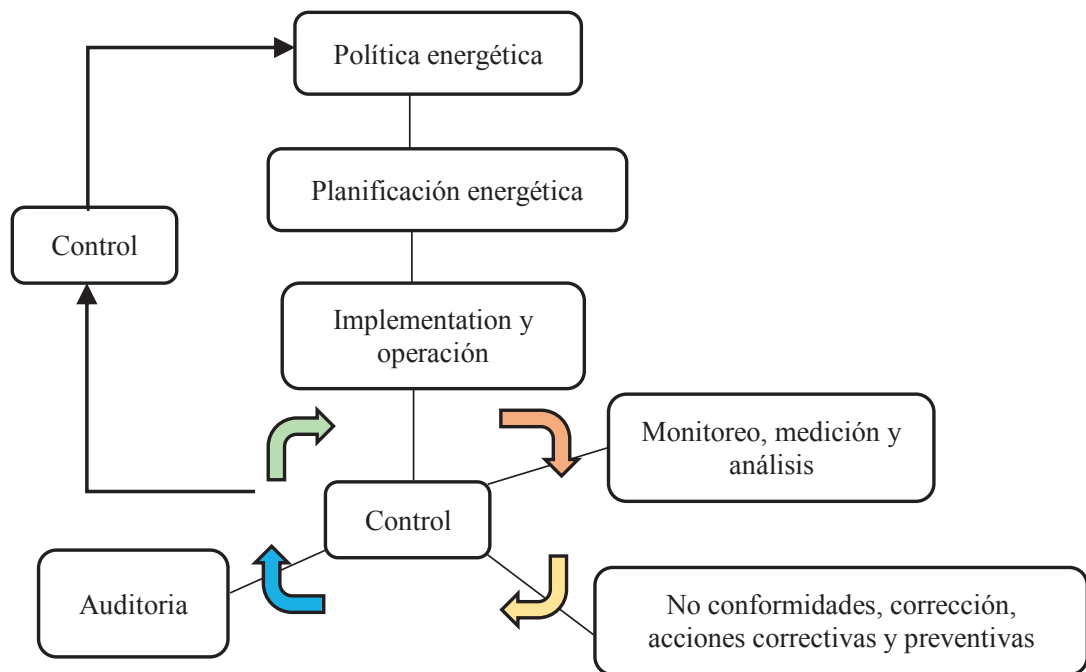 Política energética
Planificación energética
Control
Implementation y
operación
Monitoreo, medición y
análisis
Control
Auditoria
No conformidades, corrección,
acciones correctivas y preventivas